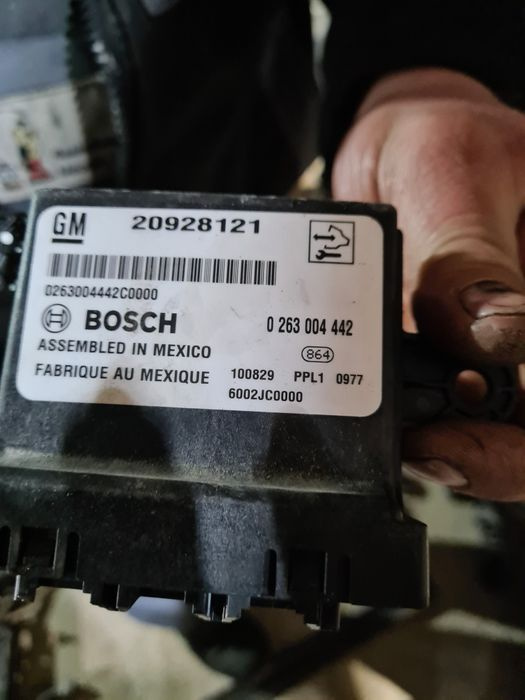 GM 20928121
0263004442C0000
BOSCH 0 263 004 442
ASSEMBLED IN MEXICO 864
FABRIQUE AU MEXIQUE 100829 PPL1 0977
6002JC0000